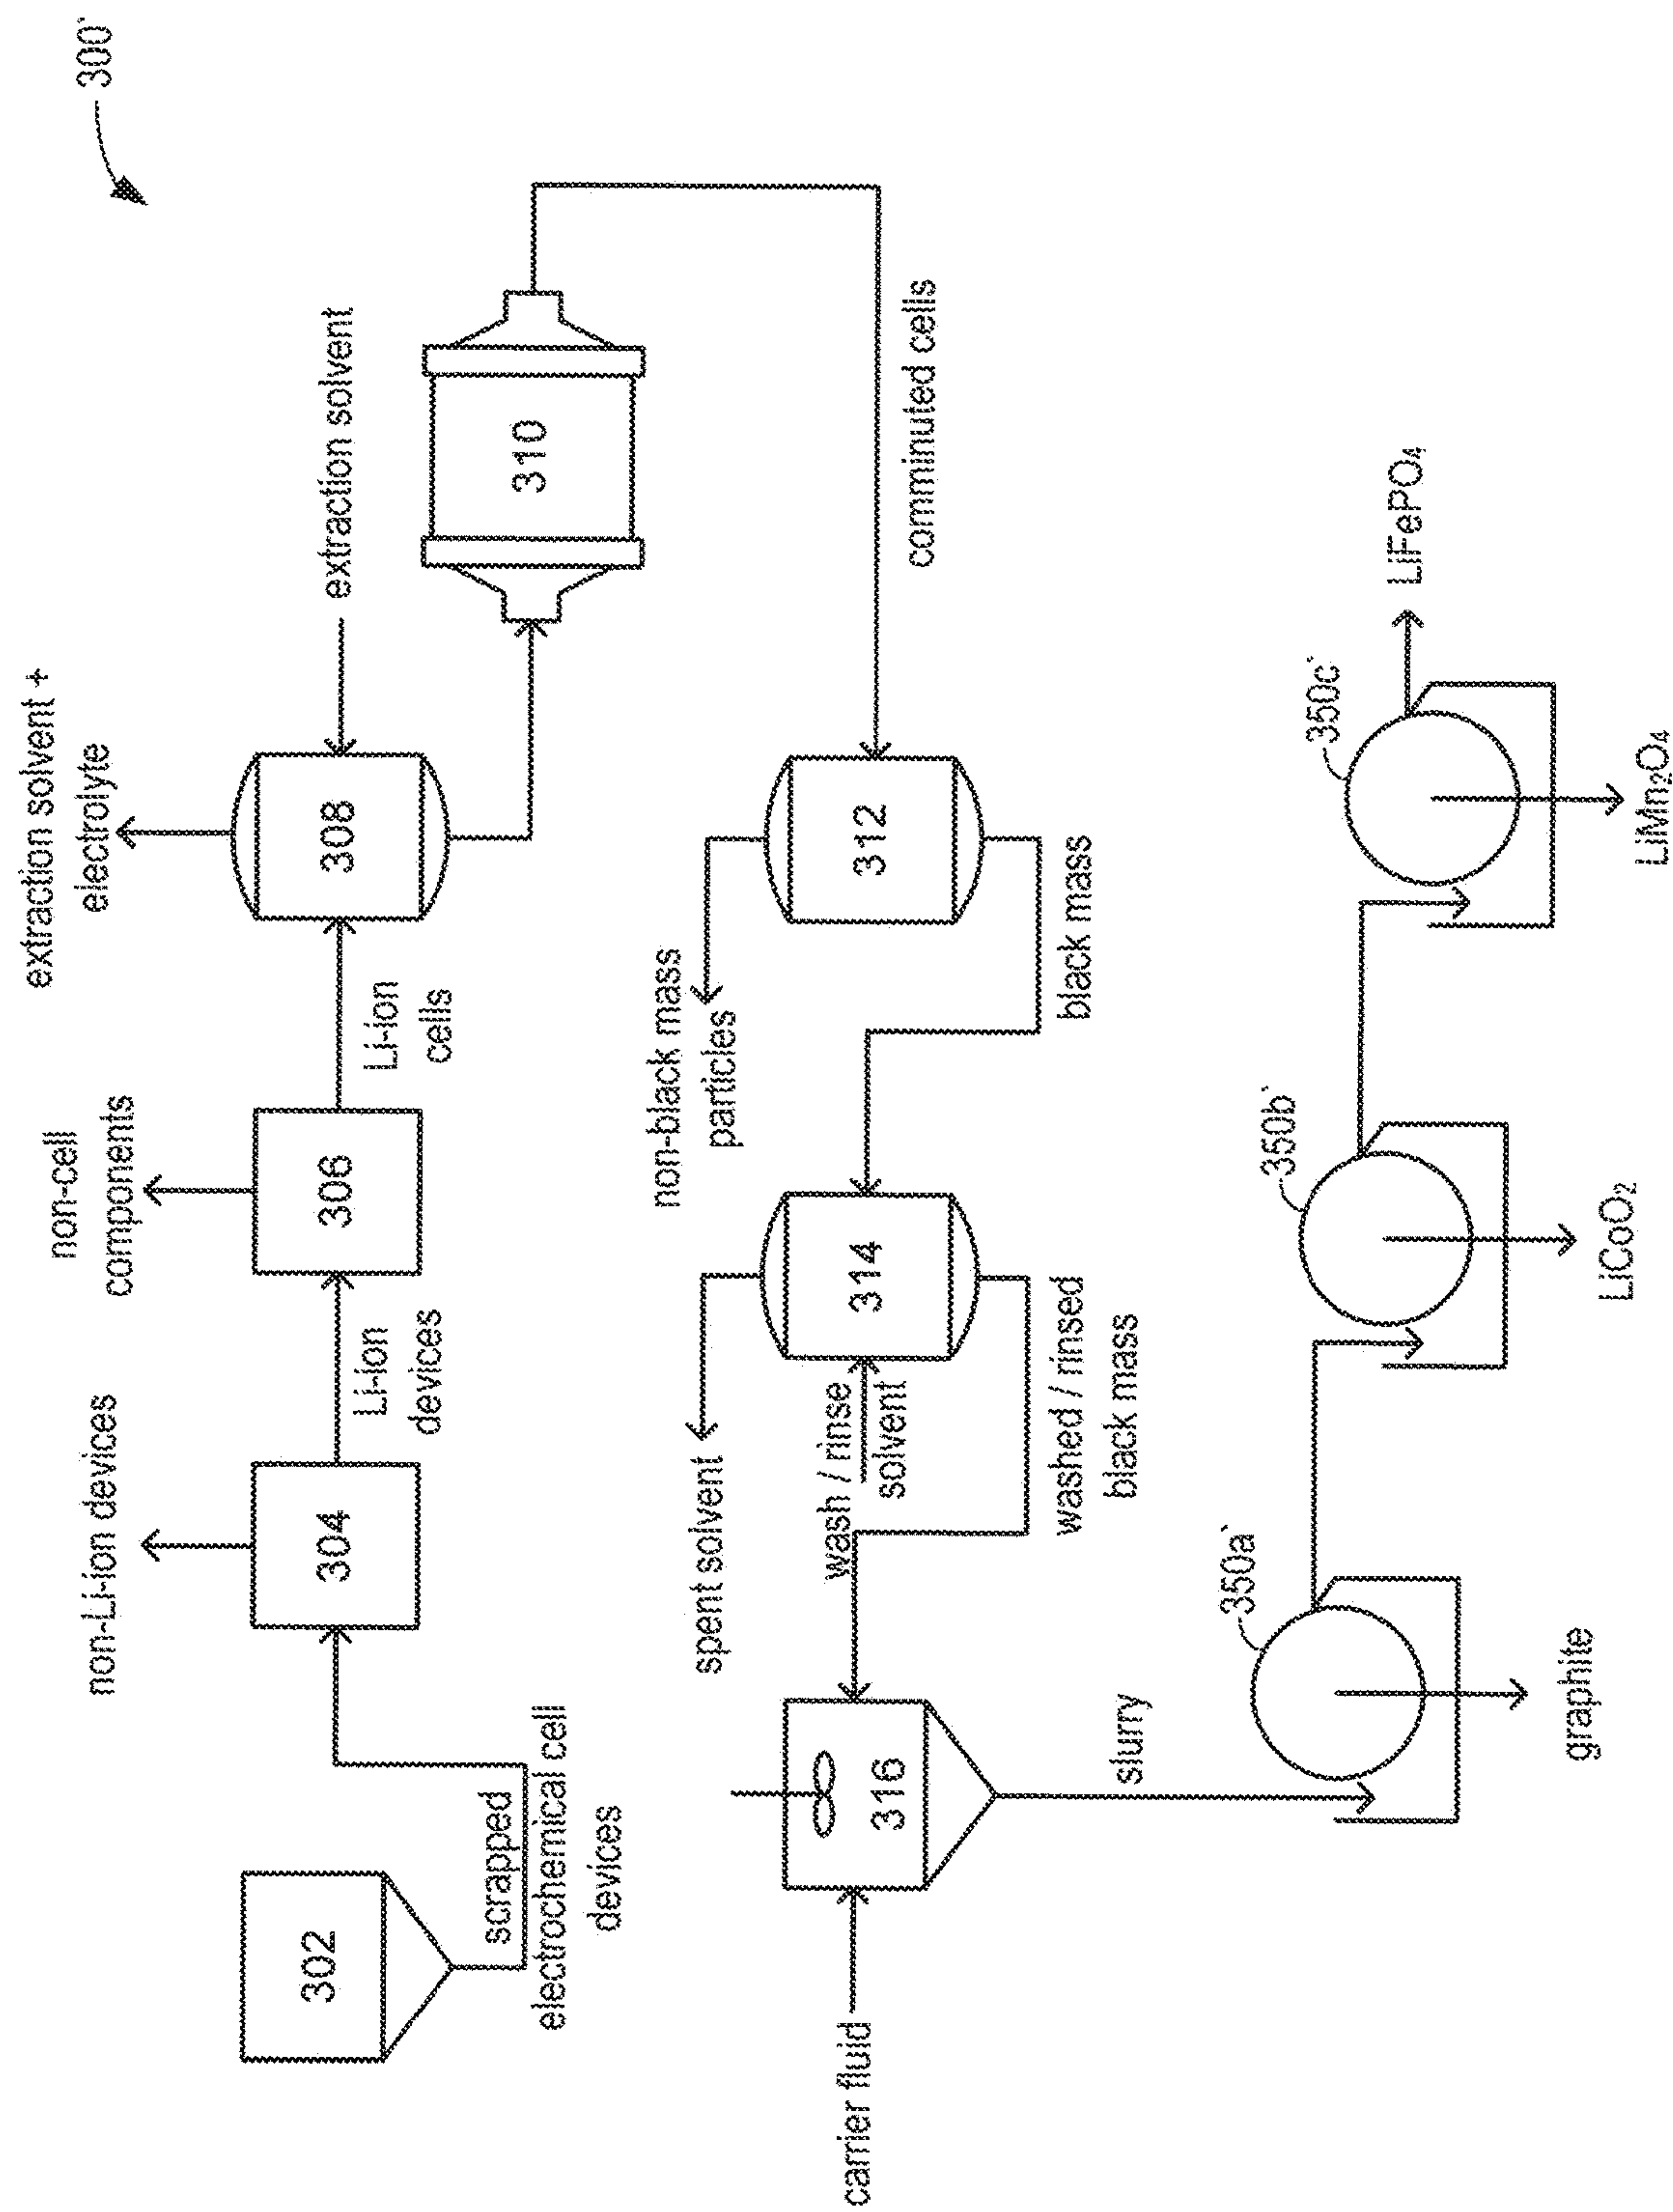 300`
extraction solvent +
electrolyte
non-cell
components
non-Li-ion devices
302
304
306
308
extraction solvent
Li-ion
devices
Li-ion
cells
310
scrapped
electrochemical cell
devices
comminuted cells
non-black mass
particles
spent solvent
wash / rinse
solvent
312
314
316
carrier fluid
black mass
washed / rinsed
black mass
slurry
350a`
350b`
350c`
LiFePO₄
graphite
LiCoO₂
LiMn₂O₄